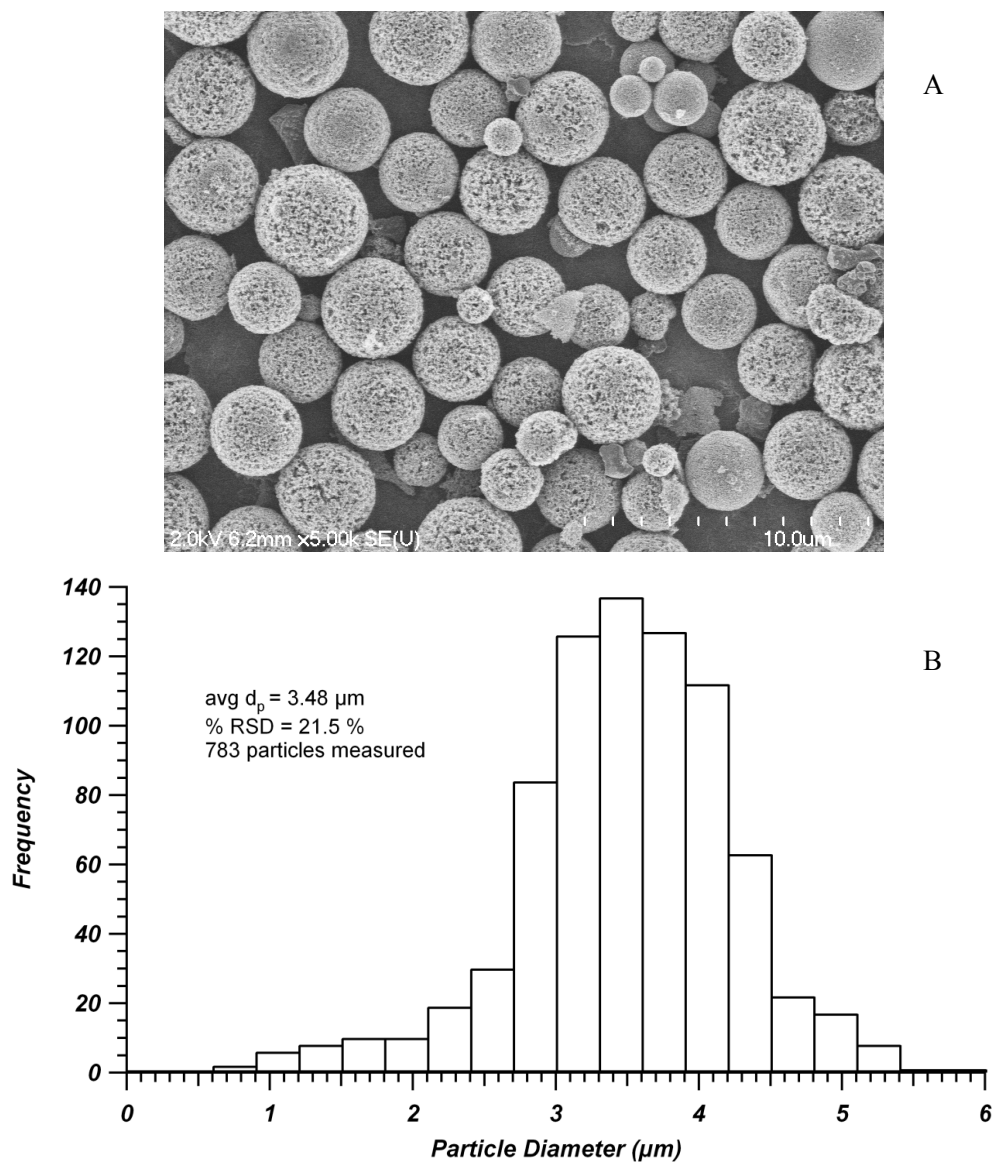 A
2.0kV 6.2mm x5.00k SE(U)
10.0um
B
140
120
100
80
60
40
20
0
avg dp = 3.48 µm
% RSD = 21.5 %
783 particles measured
Frequency
0 1 2 3 4 5 6
Particle Diameter (µm)